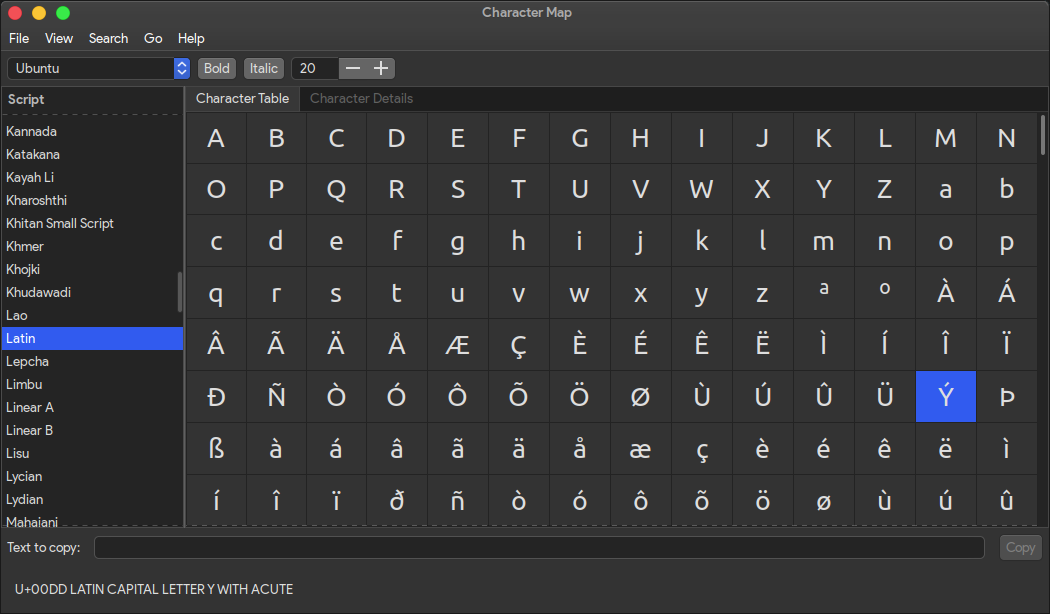 Character Map
File View Search Go Help
Ubuntu Bold Italic 20
Script
Kannada
Katakana
Kayah Li
Kharoshthi
Khitan Small Script
Khmer
Khojki
Khudawadi
Lao
Latin
Lepcha
Limbu
Linear A
Linear B
Lisu
Lycian
Lydian
Mahajani
Character Table Character Details
A B C D E F G H I J K L M N
O P Q R S T U V W X Y Z a b
c d e f g h i j k l m n o p
q r s t u v w x y z ª º À Á
Â Ã Ä Å Æ Ç È É Ê Ë Ì Í Î Ï
Ð Ñ Ò Ó Ô Õ Ö Ø Ù Ú Û Ü Ý Þ
ß à á â ã ä å æ ç è é ê ë ì
í î ï ð ñ ò ó ô õ ö ø ù ú û
Text to copy: Copy
U+00DD LATIN CAPITAL LETTER Y WITH ACUTE